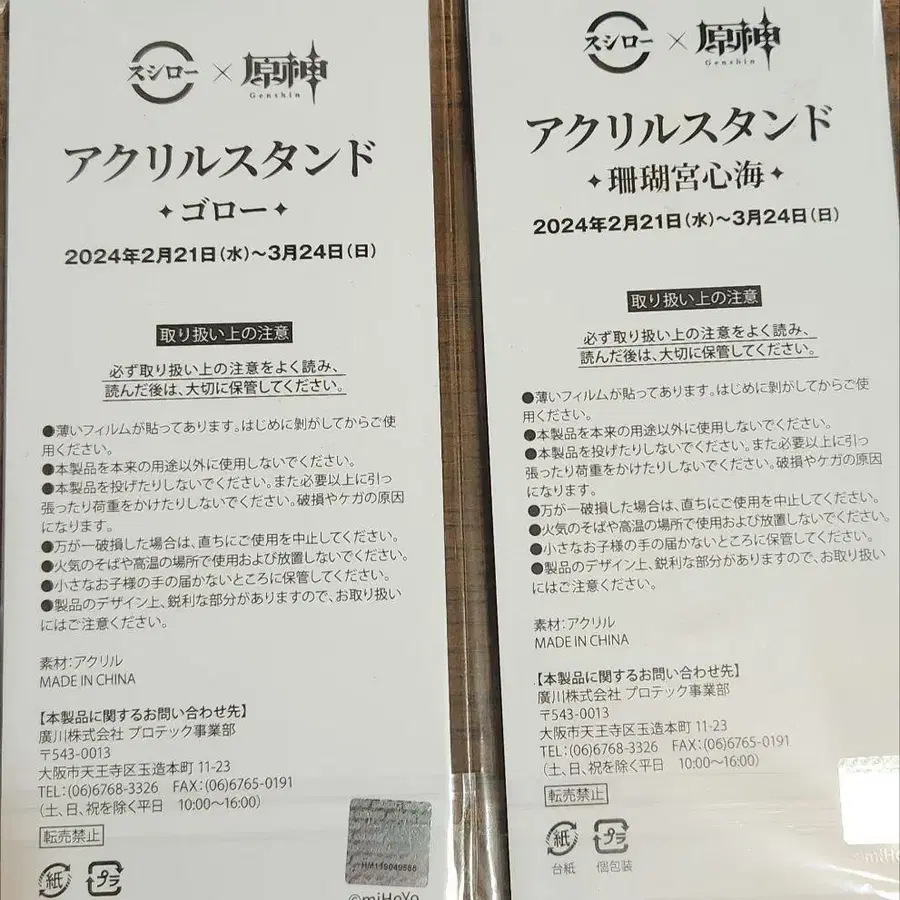 スシロー × 原神
Genshin
アクリルスタンド
✦ゴロー✦
2024年2月21日(水)~3月24日(日)
取り扱い上の注意
必ず取り扱い上の注意をよく読み、
読んだ後は、大切に保管してください。
●薄いフィルムが貼ってあります。はじめに剝がしてからご使
用ください。
●本製品を本来の用途以外に使用しないでください。
●本製品を投げたりしないでください。また必要以上に引っ
張ったり荷重をかけたりしないでください。破損やケガの原因
になります。
●万が一破損した場合は、直ちにご使用を中止してください。
●火気のそばや高温の場所で使用および放置しないでください。
●小さなお子様の手の届かないところに保管してください。
●製品のデザイン上、鋭利な部分がありますので、お取り扱い
にはご注意ください。
素材:アクリル
MADE IN CHINA
【本製品に関するお問い合わせ先】
廣川株式会社 プロテック事業部
〒543-0013
大阪市天王寺区玉造本町 11-23
TEL:(06)6768-3326 FAX:(06)6765-0191
(土、日、祝を除く平日 10:00~16:00)
転売禁止
紙 プラ
HM119049586
©miHoYo
スシロー × 原神
Genshin
アクリルスタンド
✦珊瑚宮心海✦
2024年2月21日(水)~3月24日(日)
取り扱い上の注意
必ず取り扱い上の注意をよく読み、
読んだ後は、大切に保管してください。
●薄いフィルムが貼ってあります。はじめに剝がしてからご使
用ください。
●本製品を本来の用途以外に使用しないでください。
●本製品を投げたりしないでください。また必要以上に引っ
張ったり荷重をかけたりしないでください。破損やケガの原因
になります。
●万が一破損した場合は、直ちにご使用を中止してください。
●火気のそばや高温の場所で使用および放置しないでください。
●小さなお子様の手の届かないところに保管してください。
●製品のデザイン上、鋭利な部分がありますので、お取り扱い
にはご注意ください。
素材:アクリル
MADE IN CHINA
【本製品に関するお問い合わせ先】
廣川株式会社 プロテック事業部
〒543-0013
大阪市天王寺区玉造本町 11-23
TEL:(06)6768-3326 FAX:(06)6765-0191
(土、日、祝を除く平日 10:00~16:00)
転売禁止
紙 プラ
台紙 個包装